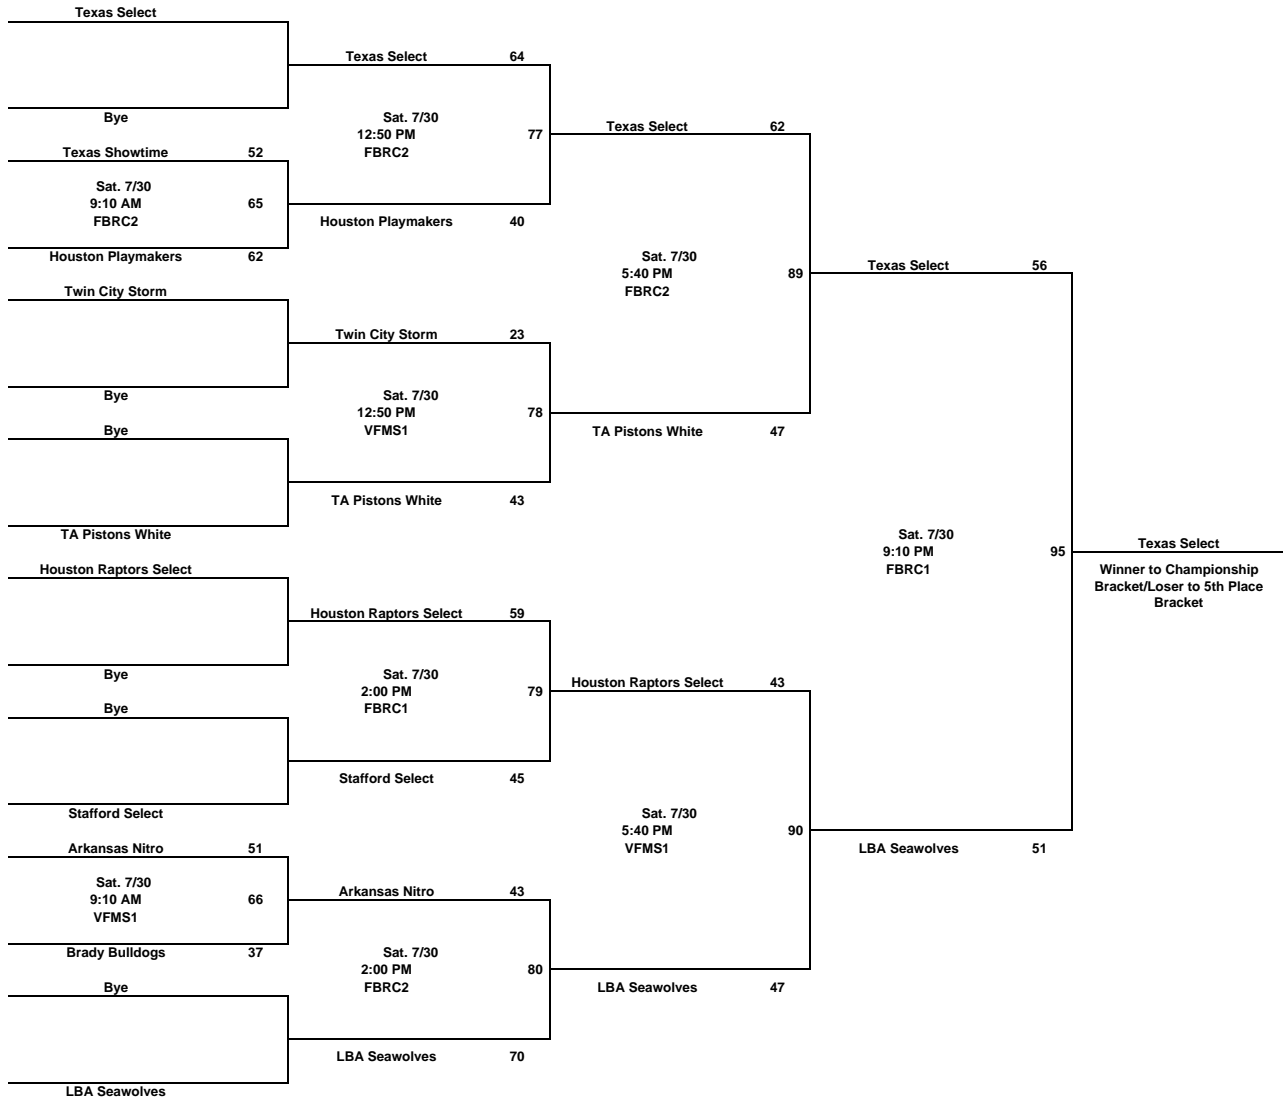 Texas Select
Bye
Texas Showtime 52
Sat. 7/30
9:10 AM 65
FBRC2
Houston Playmakers 62
Twin City Storm
Bye
Bye
TA Pistons White
Houston Raptors Select
Bye
Bye
Stafford Select
Arkansas Nitro 51
Sat. 7/30
9:10 AM 66
VFMS1
Brady Bulldogs 37
Bye
LBA Seawolves
Texas Select 64
Sat. 7/30
12:50 PM 77
FBRC2
Houston Playmakers 40
Twin City Storm 23
Sat. 7/30
12:50 PM 78
VFMS1
TA Pistons White 43
Houston Raptors Select 59
Sat. 7/30
2:00 PM 79
FBRC1
Stafford Select 45
Arkansas Nitro 43
Sat. 7/30
2:00 PM 80
FBRC2
LBA Seawolves 70
Texas Select 62
Sat. 7/30
5:40 PM 89
FBRC2
TA Pistons White 47
Houston Raptors Select 43
Sat. 7/30
5:40 PM 90
VFMS1
LBA Seawolves 47
Texas Select 56
Sat. 7/30
9:10 PM 95
FBRC1
LBA Seawolves 51
Texas Select
Winner to Championship
Bracket/Loser to 5th Place
Bracket